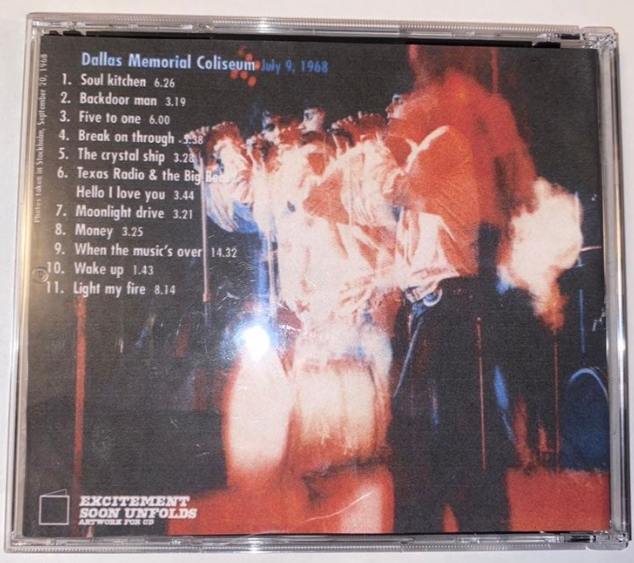 Dallas Memorial Coliseum July 9, 1968
1. Soul kitchen 6.26
2. Backdoor man 3.19
3. Five to one 6.00
4. Break on through 3.38
5. The crystal ship 3.28
6. Texas Radio & the Big Beat
Hello I love you 3.44
7. Moonlight drive 3.21
8. Money 3.25
9. When the music's over 14.32
10. Wake up 1.43
11. Light my fire 8.14
Photos taken in Stockholm, September 20, 1968
EXCITEMENT
SOON UNFOLDS
ARTWORK FOR CD